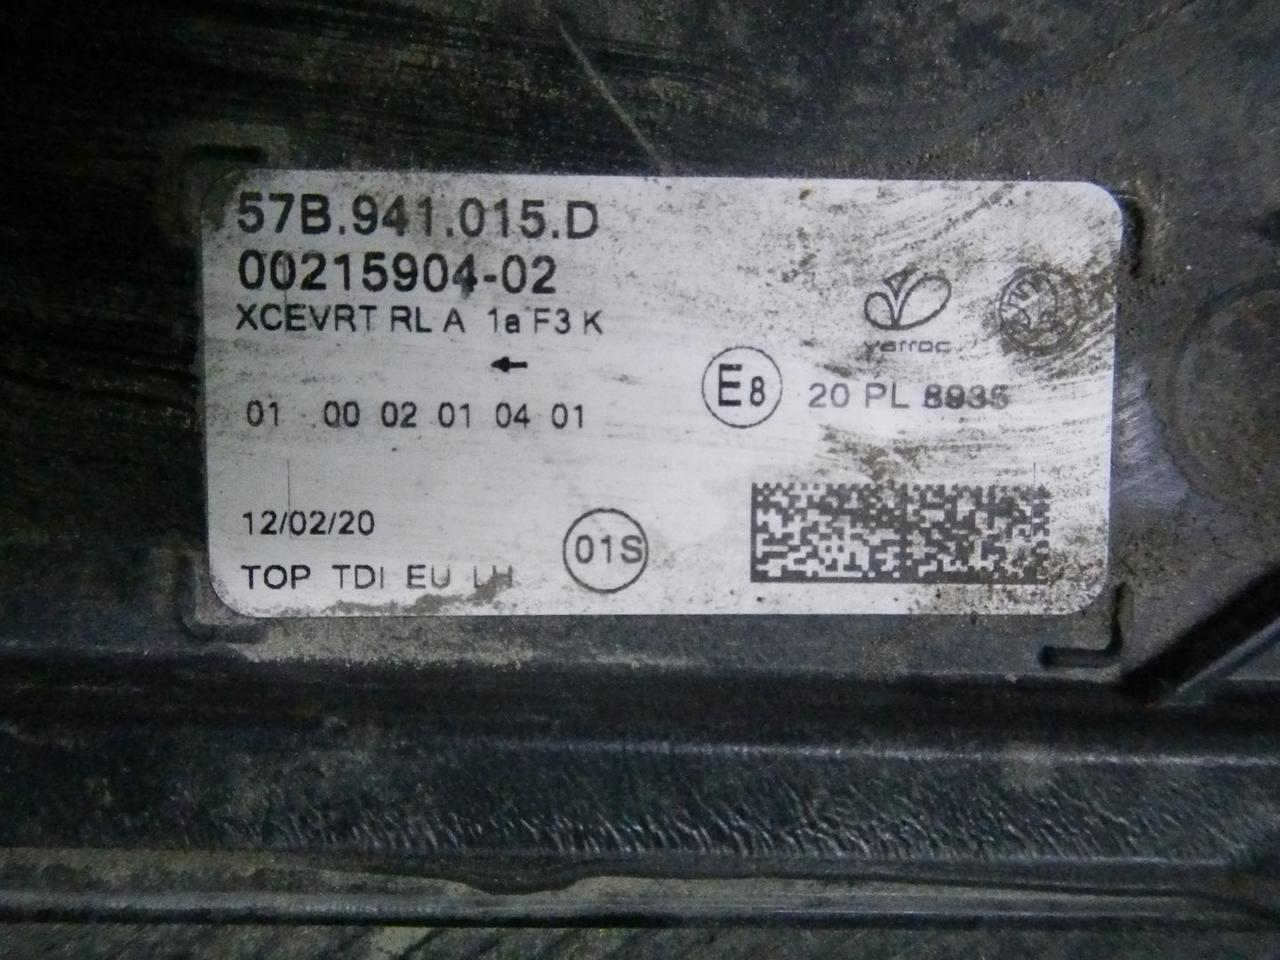 57B.941.015.D
00215904-02
XCEVRT RL A 1a F3 K
varroc
E8
20 PL 8935
01 00 02 01 04 01
12/02/20
01S
TOP TDI EU LH